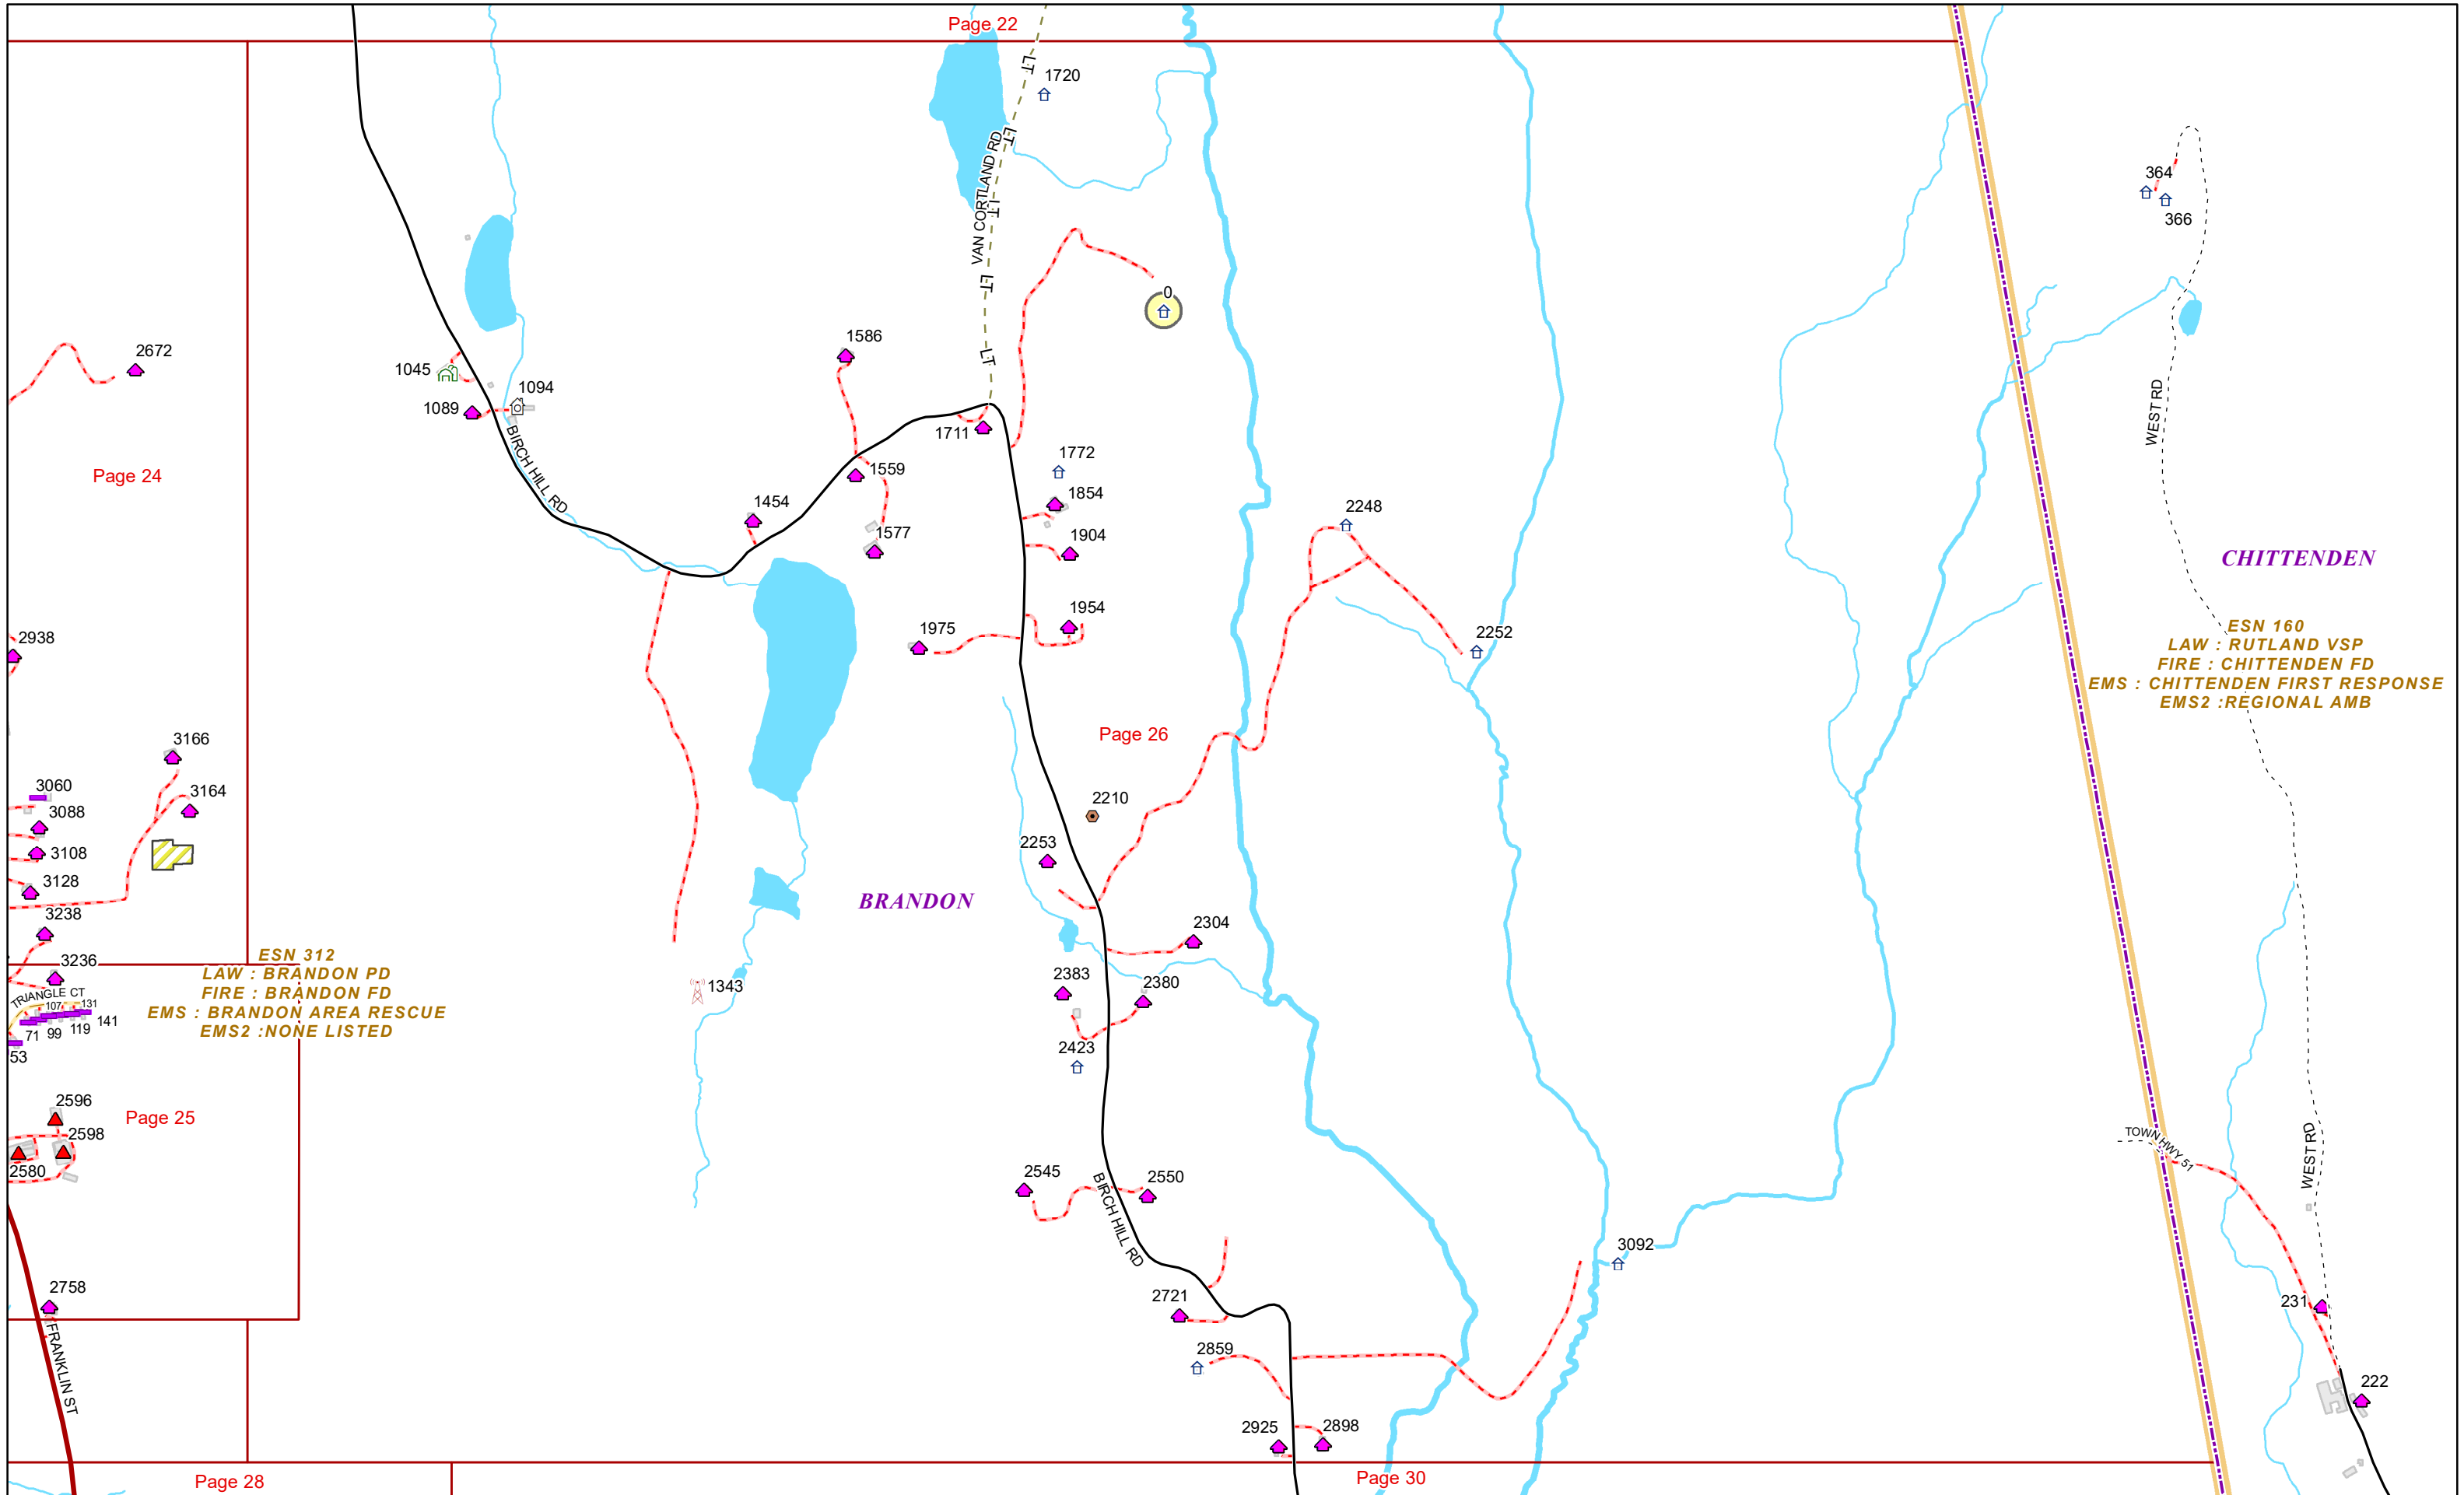 Page 22
LT
1720
LT
VAN CORTLAND RD
LT
LT
LT
364
366
0
2672
1586
1045
1094
1089
BIRCH HILL RD
1711
WEST RD
Page 24
1772
1559
1854
1454
2248
1904
1577
CHITTENDEN
1954
1975
2252
2938
ESN 160
LAW : RUTLAND VSP
FIRE : CHITTENDEN FD
EMS : CHITTENDEN FIRST RESPONSE
EMS2 :REGIONAL AMB
Page 26
3166
3060
3164
3088
2210
3108
2253
3128
BRANDON
3238
2304
ESN 312
LAW : BRANDON PD
FIRE : BRANDON FD
EMS : BRANDON AREA RESCUE
EMS2 :NONE LISTED
3236
TRIANGLE CT
107
131
71
99
119
141
53
1343
2383
2380
2423
2596
Page 25
2598
2580
TOWN HWY 51
WEST RD
2545
2550
BIRCH HILL RD
3092
2758
2721
231
FRANKLIN ST
2859
222
2925
2898
Page 28
Page 30